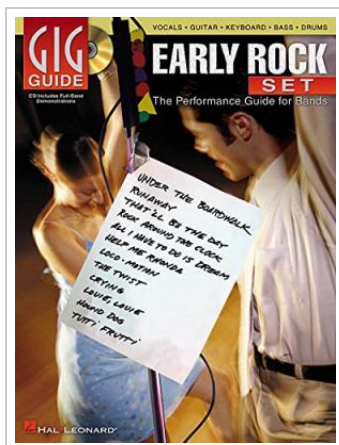 VOCALS • GUITAR • KEYBOARD • BASS • DRUMS
GIG
GUIDE
CD Includes Full-Band
Demonstrations
EARLY ROCK
SET
The Performance Guide for Bands
UNDER THE BOARDWALK
RUNAWAY
THAT'LL BE THE DAY
ROCK AROUND THE CLOCK
ALL I HAVE TO DO IS DREAM
HELP ME RHONDA
LOCO-MOTION
THE TWIST
CRYING
LOUIE, LOUIE
HOUND DOG
TUTTI FRUTTI
HAL LEONARD®